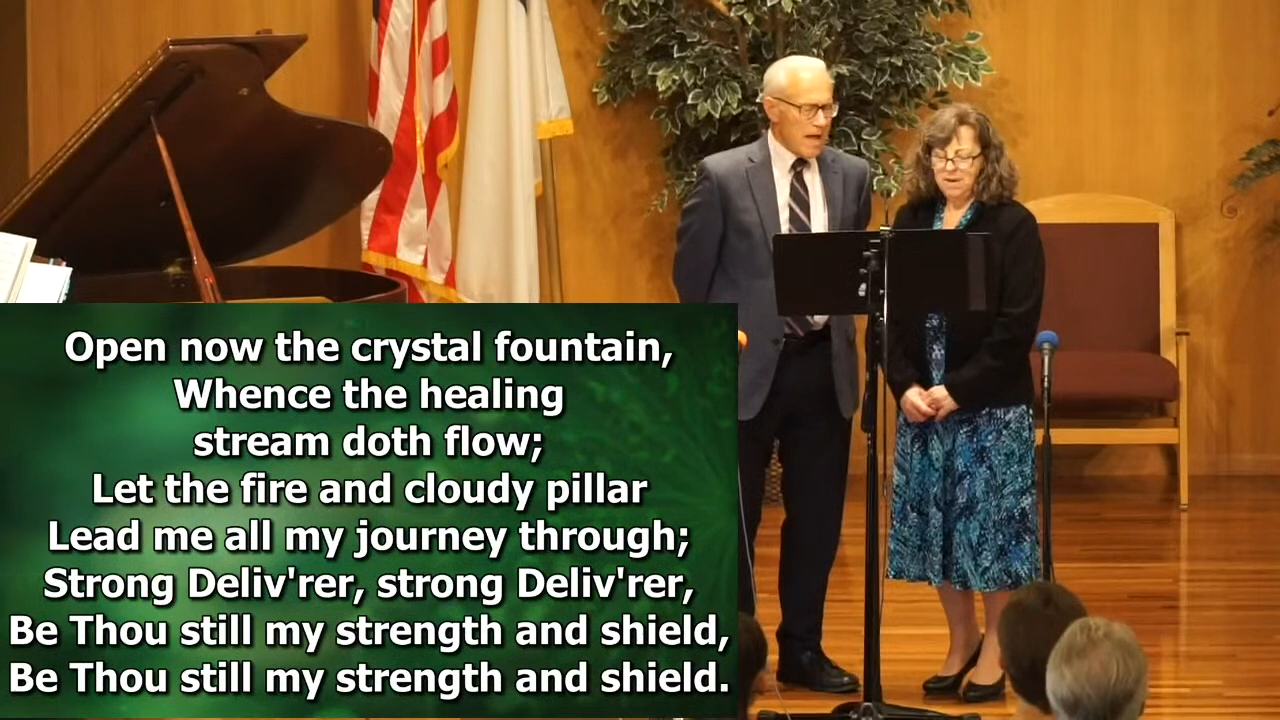 Open now the crystal fountain,
Whence the healing
stream doth flow;
Let the fire and cloudy pillar
Lead me all my journey through;
Strong Deliv'rer, strong Deliv'rer,
Be Thou still my strength and shield,
Be Thou still my strength and shield.